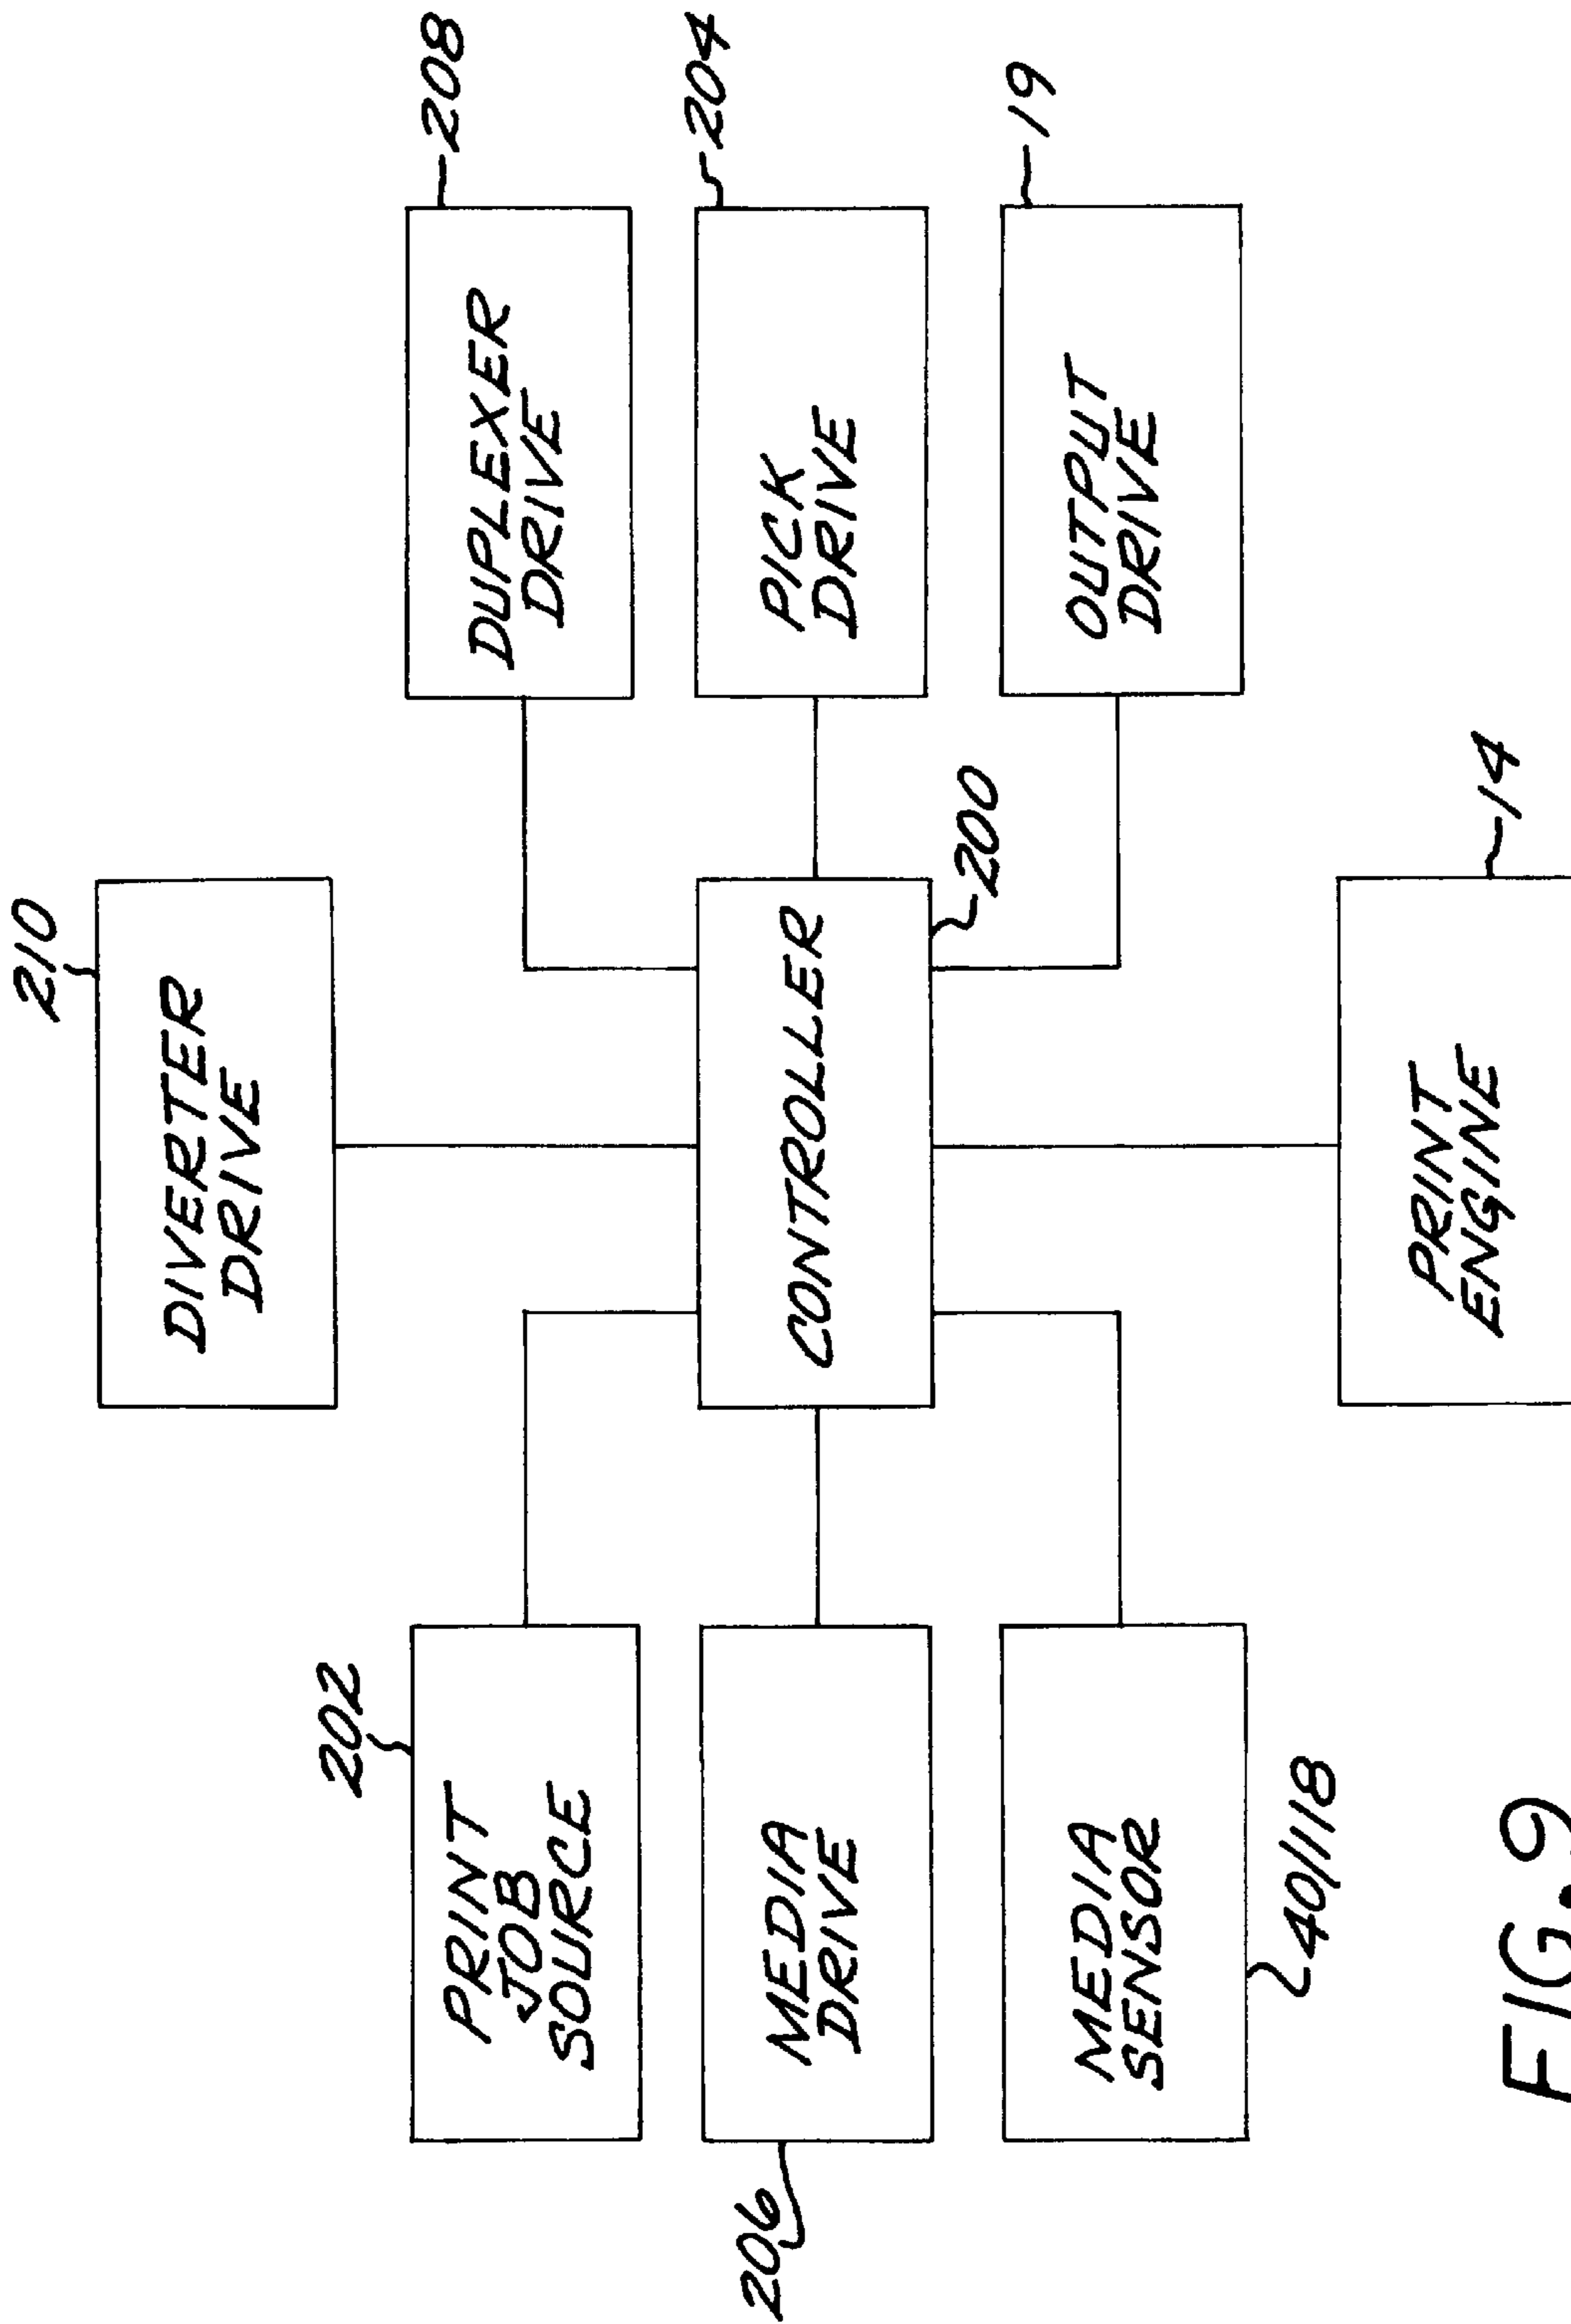 210
DIVERTER
DRIVE
202
PRINT
JOB
SOURCE
208
DUPLEXER
DRIVE
206
MEDIA
DRIVE
CONTROLLER
200
204
PICK
DRIVE
MEDIA
SENSOR
40/118
19
OUTPUT
DRIVE
14
PRINT
ENGINE
FIG. 9